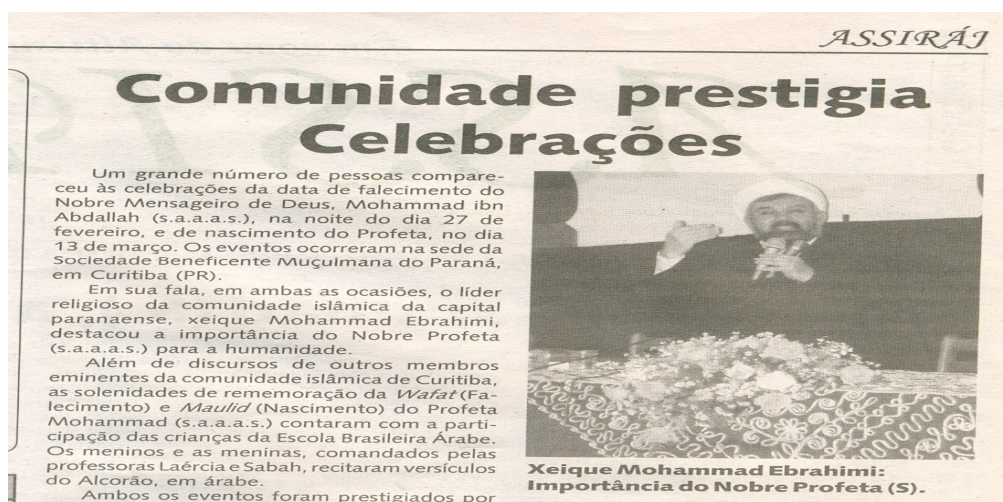 ASSIRÁJ
Comunidade prestigia
Celebrações
Um grande número de pessoas compare-
ceu às celebrações da data de falecimento do
Nobre Mensageiro de Deus, Mohammad ibn
Abdallah (s.a.a.a.s.), na noite do dia 27 de
fevereiro, e de nascimento do Profeta, no dia
13 de março. Os eventos ocorreram na sede da
Sociedade Beneficente Muçulmana do Paraná,
em Curitiba (PR).
Em sua fala, em ambas as ocasiões, o líder
religioso da comunidade islâmica da capital
paranaense, xeique Mohammad Ebrahimi,
destacou a importância do Nobre Profeta
(s.a.a.a.s.) para a humanidade.
Além de discursos de outros membros
eminentes da comunidade islâmica de Curitiba,
as solenidades de rememoração da Wafat (Fa-
lecimento) e Maulid (Nascimento) do Profeta
Mohammad (s.a.a.a.s.) contaram com a parti-
cipação das crianças da Escola Brasileira Árabe.
Os meninos e as meninas, comandados pelas
professoras Laércia e Sabah, recitaram versículos
do Alcorão, em árabe.
Ambos os eventos foram prestigiados por
Xeique Mohammad Ebrahimi:
Importância do Nobre Profeta (S).